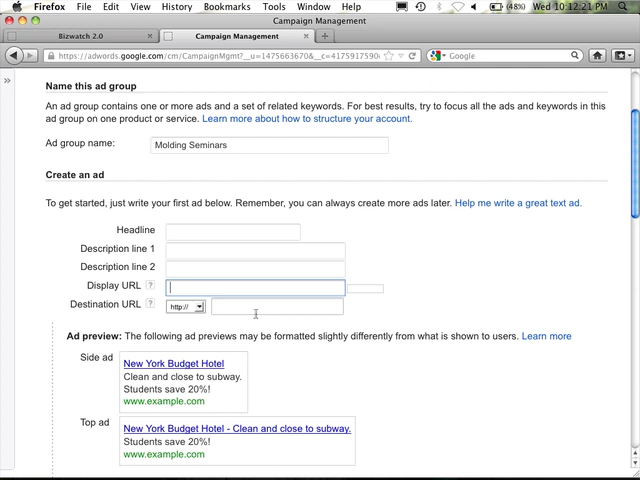 Firefox File Edit View History Bookmarks Tools Window Help (48%) Wed 10:12:21 PM
Campaign Management
Bizwatch 2.0 Campaign Management
https://adwords.google.com/cm/CampaignMgmt?__u=1475663670&__c=4175917590 Google
Name this ad group
An ad group contains one or more ads and a set of related keywords. For best results, try to focus all the ads and keywords in this
ad group on one product or service. Learn more about how to structure your account.
Ad group name: Molding Seminars
Create an ad
To get started, just write your first ad below. Remember, you can always create more ads later. Help me write a great text ad.
Headline
Description line 1
Description line 2
Display URL ?
Destination URL ? http://
Ad preview: The following ad previews may be formatted slightly differently from what is shown to users. Learn more
Side ad
New York Budget Hotel
Clean and close to subway.
Students save 20%!
www.example.com
Top ad
New York Budget Hotel - Clean and close to subway.
Students save 20%!
www.example.com